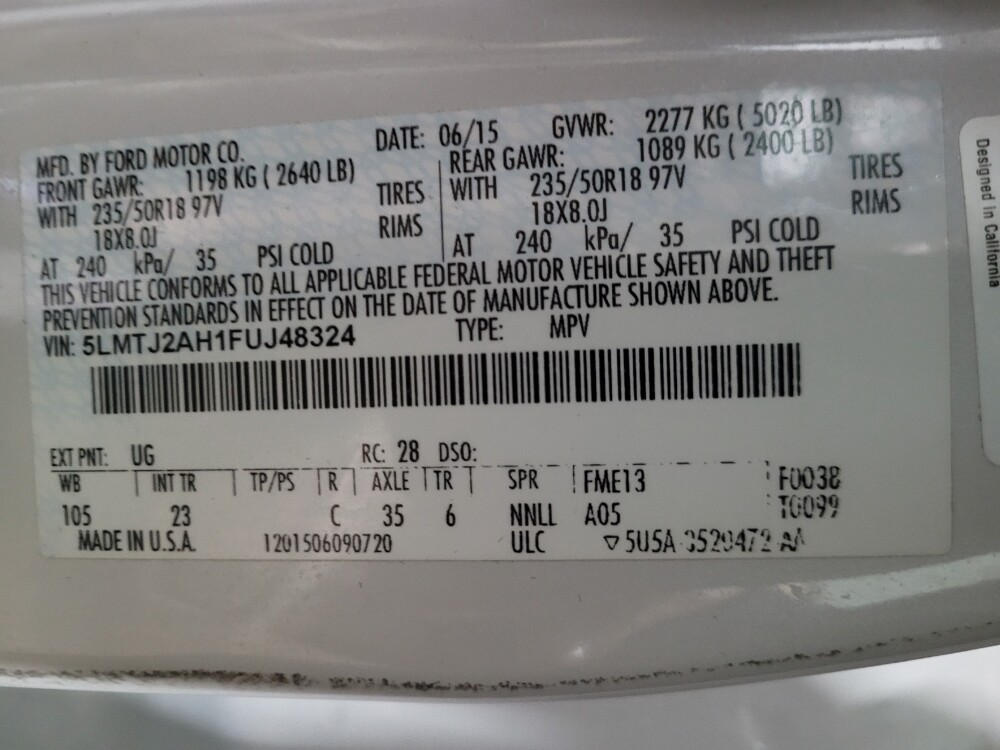 MFD. BY FORD MOTOR CO. DATE: 06/15 GVWR: 2277 KG ( 5020 LB)
FRONT GAWR: 1198 KG ( 2640 LB) REAR GAWR: 1089 KG ( 2400 LB)
WITH 235/50R18 97V TIRES WITH 235/50R18 97V TIRES
18X8.0J RIMS 18X8.0J RIMS
AT 240 kPa/ 35 PSI COLD AT 240 kPa/ 35 PSI COLD
THIS VEHICLE CONFORMS TO ALL APPLICABLE FEDERAL MOTOR VEHICLE SAFETY AND THEFT
PREVENTION STANDARDS IN EFFECT ON THE DATE OF MANUFACTURE SHOWN ABOVE.
VIN: 5LMTJ2AH1FUJ48324 TYPE: MPV
EXT PNT: UG RC: 28 DSO:
WB INT TR TP/PS R AXLE TR SPR FME13 F0038
105 23 C 35 6 NNLL A05 T0099
MADE IN U.S.A. 1201506090720 ULC ▽5U5A-3520472-AA
Designed in California